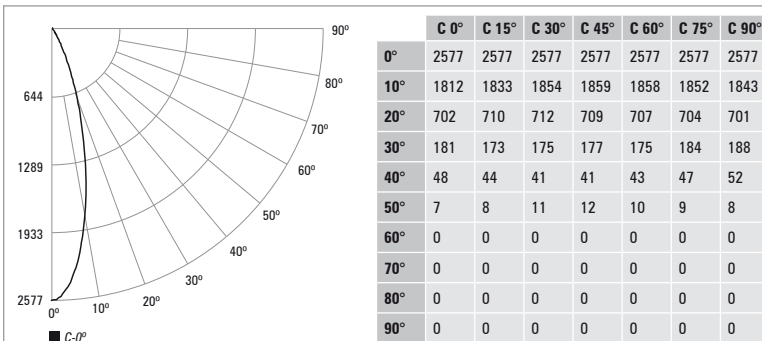 90º
80º
70º
60º
50º
40º
30º
20º
10º
0º
644
1289
1933
2577
C-0º
C 0° C 15° C 30° C 45° C 60° C 75° C 90°
0° 2577 2577 2577 2577 2577 2577 2577
10° 1812 1833 1854 1859 1858 1852 1843
20° 702 710 712 709 707 704 701
30° 181 173 175 177 175 184 188
40° 48 44 41 41 43 47 52
50° 7 8 11 12 10 9 8
60° 0 0 0 0 0 0 0
70° 0 0 0 0 0 0 0
80° 0 0 0 0 0 0 0
90° 0 0 0 0 0 0 0